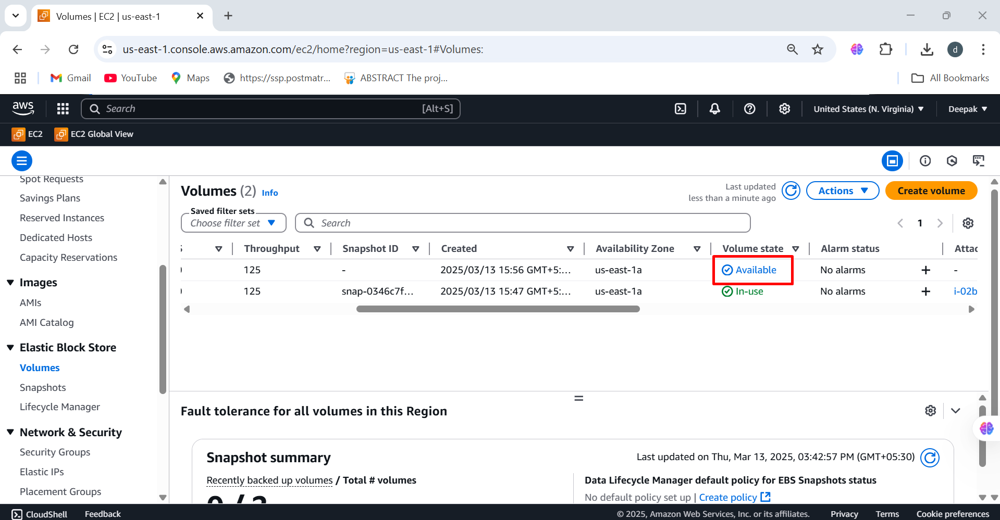 Volumes | EC2 | us-east-1
us-east-1.console.aws.amazon.com/ec2/home?region=us-east-1#Volumes:
d
Gmail YouTube Maps https://ssp.postmatr... ABSTRACT The proj... All Bookmarks
aws Search [Alt+S] United States (N. Virginia) Deepak
EC2 EC2 Global View
Spot Requests
Savings Plans
Reserved Instances
Dedicated Hosts
Capacity Reservations
Images
AMIs
AMI Catalog
Elastic Block Store
Volumes
Snapshots
Lifecycle Manager
Network & Security
Security Groups
Elastic IPs
Placement Groups
Volumes (2) Info
Last updated
less than a minute ago
Actions
Create volume
Saved filter sets
Choose filter set
Search
1
Throughput Snapshot ID Created Availability Zone Volume state Alarm status Attac
125 - 2025/03/13 15:56 GMT+5:... us-east-1a Available No alarms + -
125 snap-0346c7f... 2025/03/13 15:47 GMT+5:... us-east-1a In-use No alarms + i-02b
Fault tolerance for all volumes in this Region
Snapshot summary
Last updated on Thu, Mar 13, 2025, 03:42:57 PM (GMT+05:30)
Recently backed up volumes / Total # volumes
Data Lifecycle Manager default policy for EBS Snapshots status
No default policy set up | Create policy
CloudShell Feedback © 2025, Amazon Web Services, Inc. or its affiliates. Privacy Terms Cookie preferences